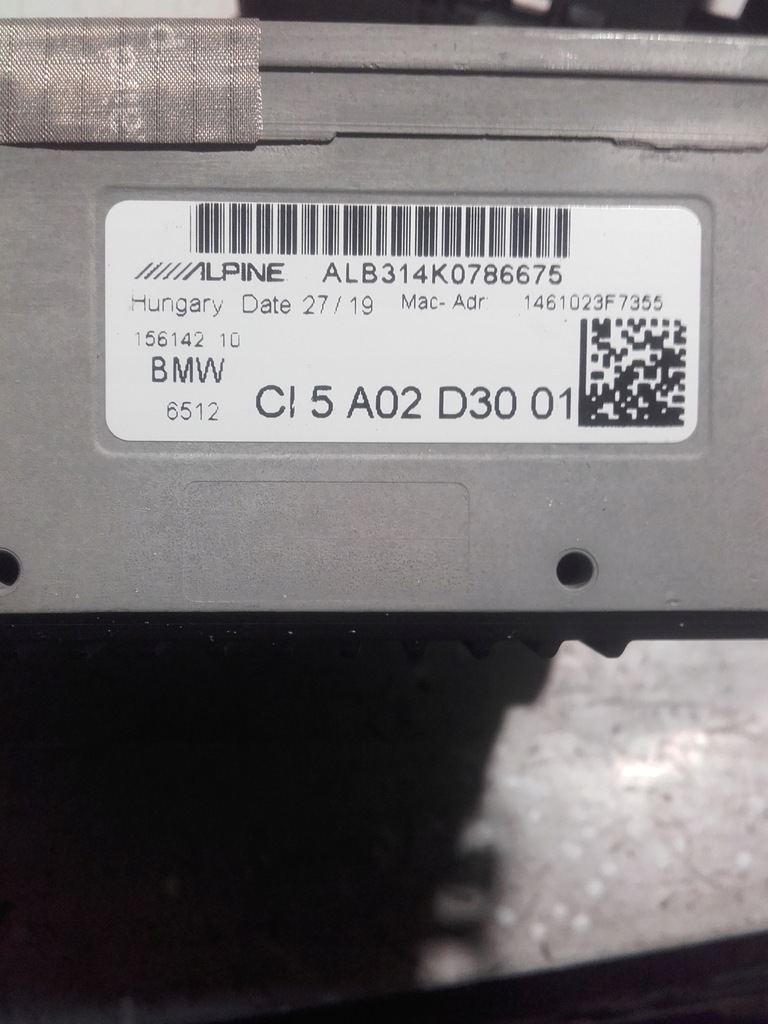 ALPINE ALB314K0786675
Hungary Date 27/19 Mac-Adr 1461023F7355
156142 10
BMW
6512 CI 5 A02 D30 01